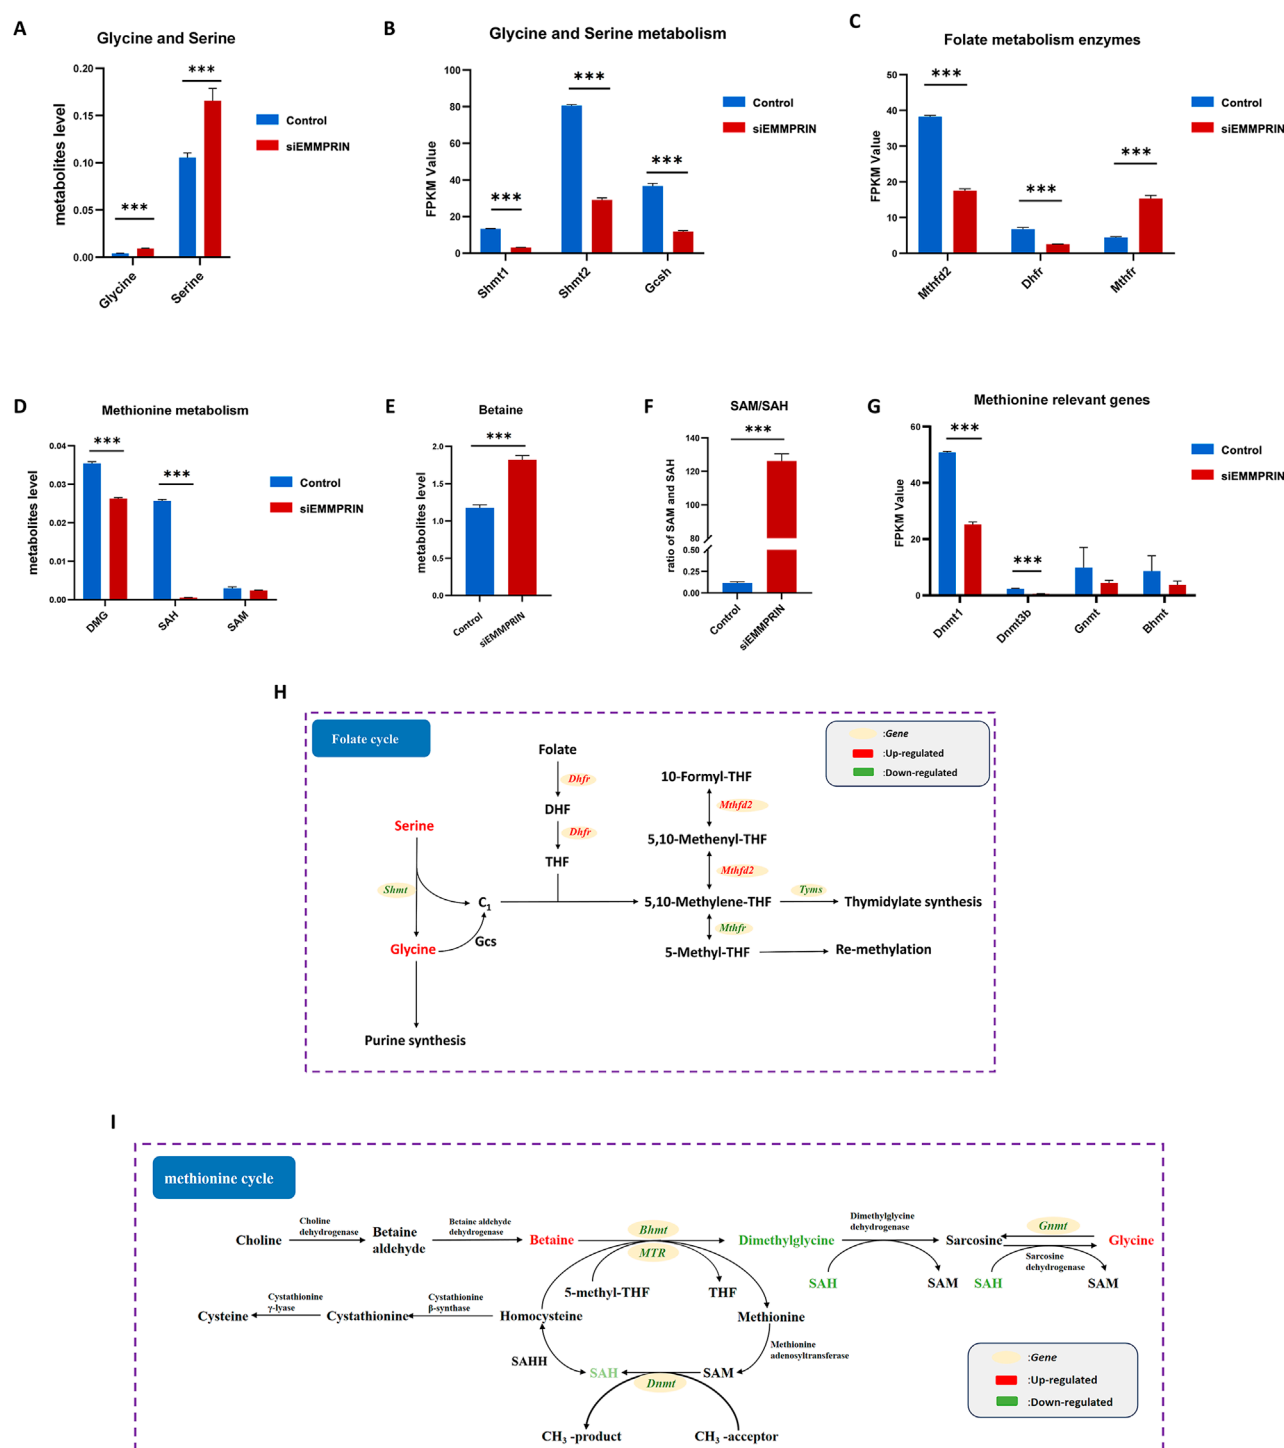 A
Glycine and Serine
metabolites level
0.20
0.15
0.10
0.05
0.00
***
***
Glycine
Serine
Control
siEMMPRIN
B
Glycine and Serine metabolism
FPKM Value
100
80
60
40
20
0
***
***
***
Shmt1
Shmt2
Gcsh
Control
siEMMPRIN
C
Folate metabolism enzymes
FPKM Value
50
40
30
20
10
0
***
***
***
Mthfd2
Dhfr
Mthfr
Control
siEMMPRIN
D
Methionine metabolism
metabolites level
0.04
0.03
0.02
0.01
0.00
***
***
DMG
SAH
SAM
Control
siEMMPRIN
E
Betaine
metabolites level
2.0
1.5
1.0
0.5
0.0
***
Control
siEMMPRIN
F
SAM/SAH
ratio of SAM and SAH
140
120
100
80
0.50
0.25
0.00
***
Control
siEMMPRIN
G
Methionine relevant genes
FPKM Value
60
40
20
0
***
***
Dnmt1
Dnmt3b
Gnmt
Bhmt
Control
siEMMPRIN
H
Folate cycle
:Gene
:Up-regulated
:Down-regulated
Folate
Dhfr
DHF
Dhfr
THF
10-Formyl-THF
Mthfd2
5,10-Methenyl-THF
Mthfd2
Serine
Shmt
C1
5,10-Methylene-THF
Tyms
Thymidylate synthesis
Mthfr
Glycine
Gcs
5-Methyl-THF
Re-methylation
Purine synthesis
I
methionine cycle
Choline
Choline
dehydrogenase
Betaine
aldehyde
Betaine aldehyde
dehydrogenase
Betaine
Bhmt
MTR
Dimethylglycine
Dimethylglycine
dehydrogenase
Sarcosine
Gnmt
Sarcosine
dehydrogenase
Glycine
SAH
SAM
SAH
SAM
5-methyl-THF
THF
Cysteine
Cystathionine
γ-lyase
Cystathionine
Cystathionine
β-synthase
Homocysteine
Methionine
Methionine
adenosyltransferase
SAHH
SAH
SAM
Dnmt
CH3 -product
CH3 -acceptor
:Gene
:Up-regulated
:Down-regulated